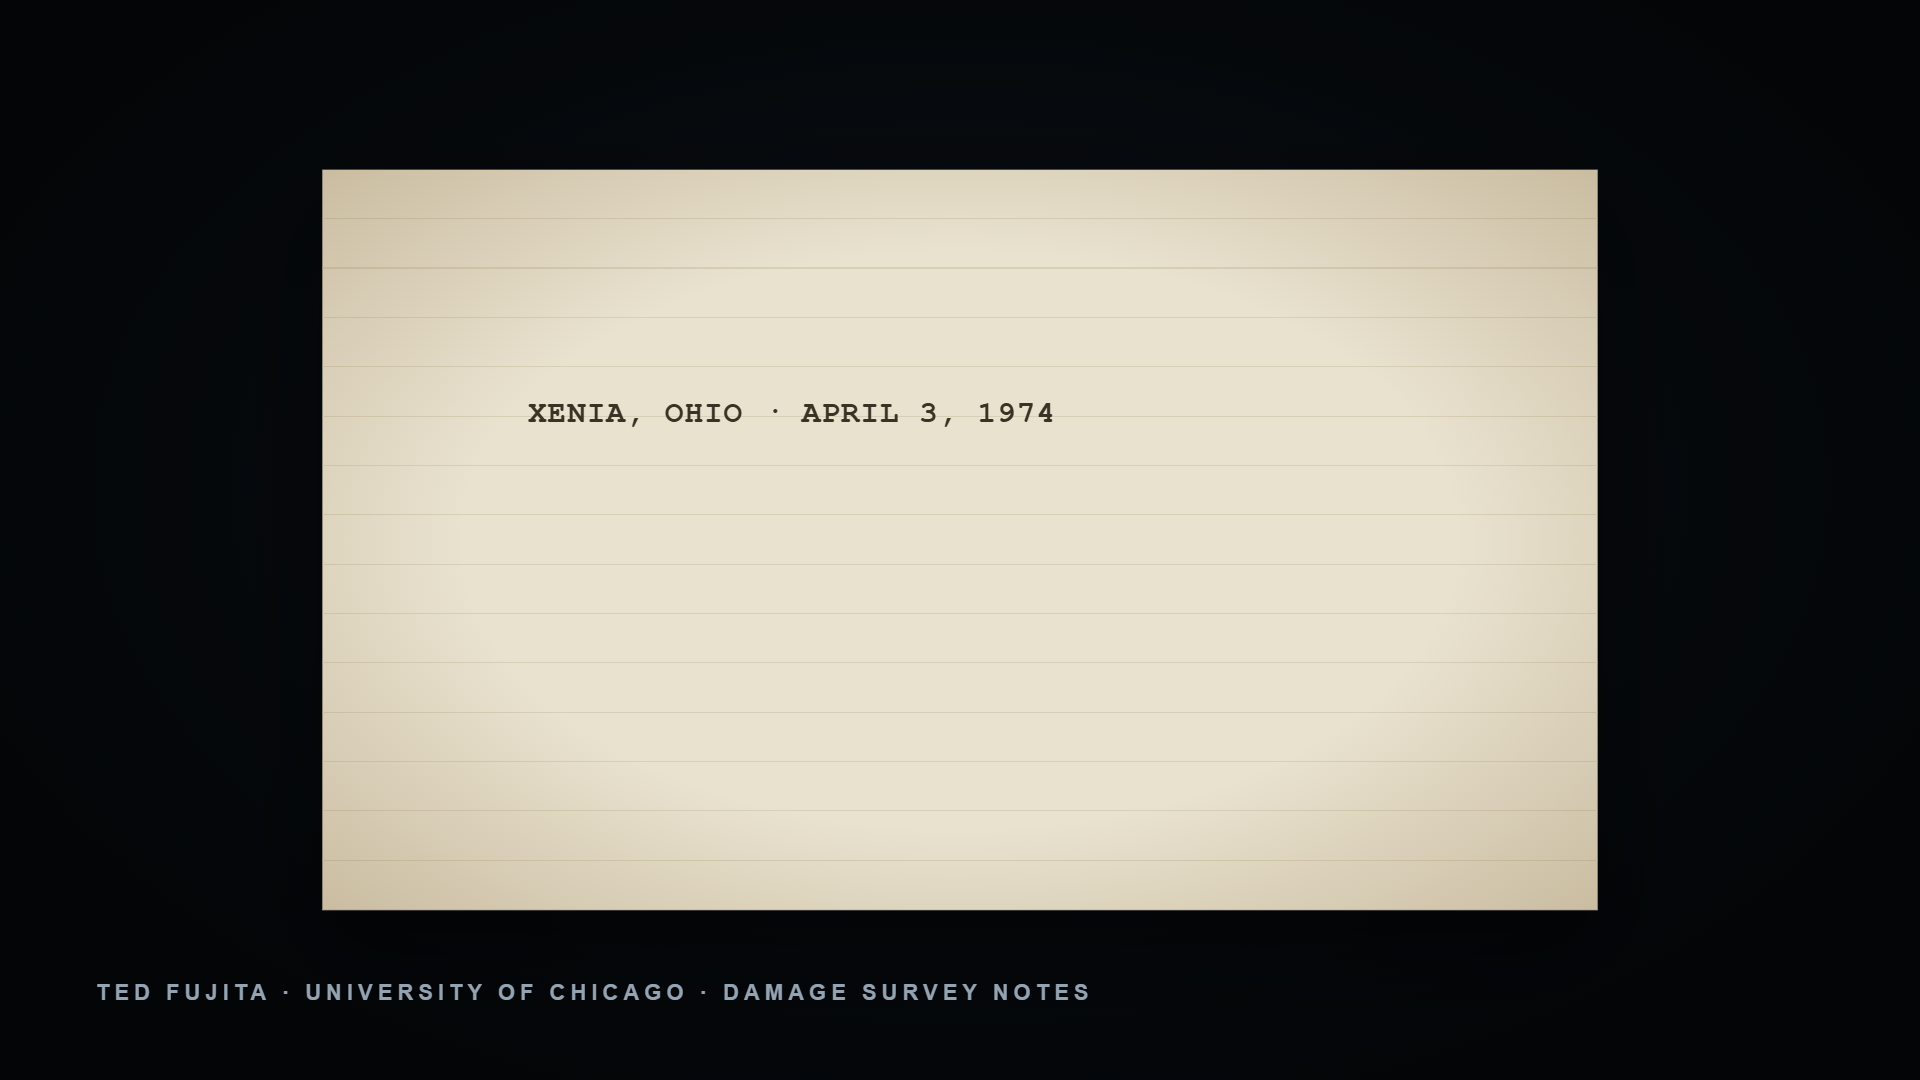 XENIA, OHIO · APRIL 3, 1974
TED FUJITA · UNIVERSITY OF CHICAGO · DAMAGE SURVEY NOTES